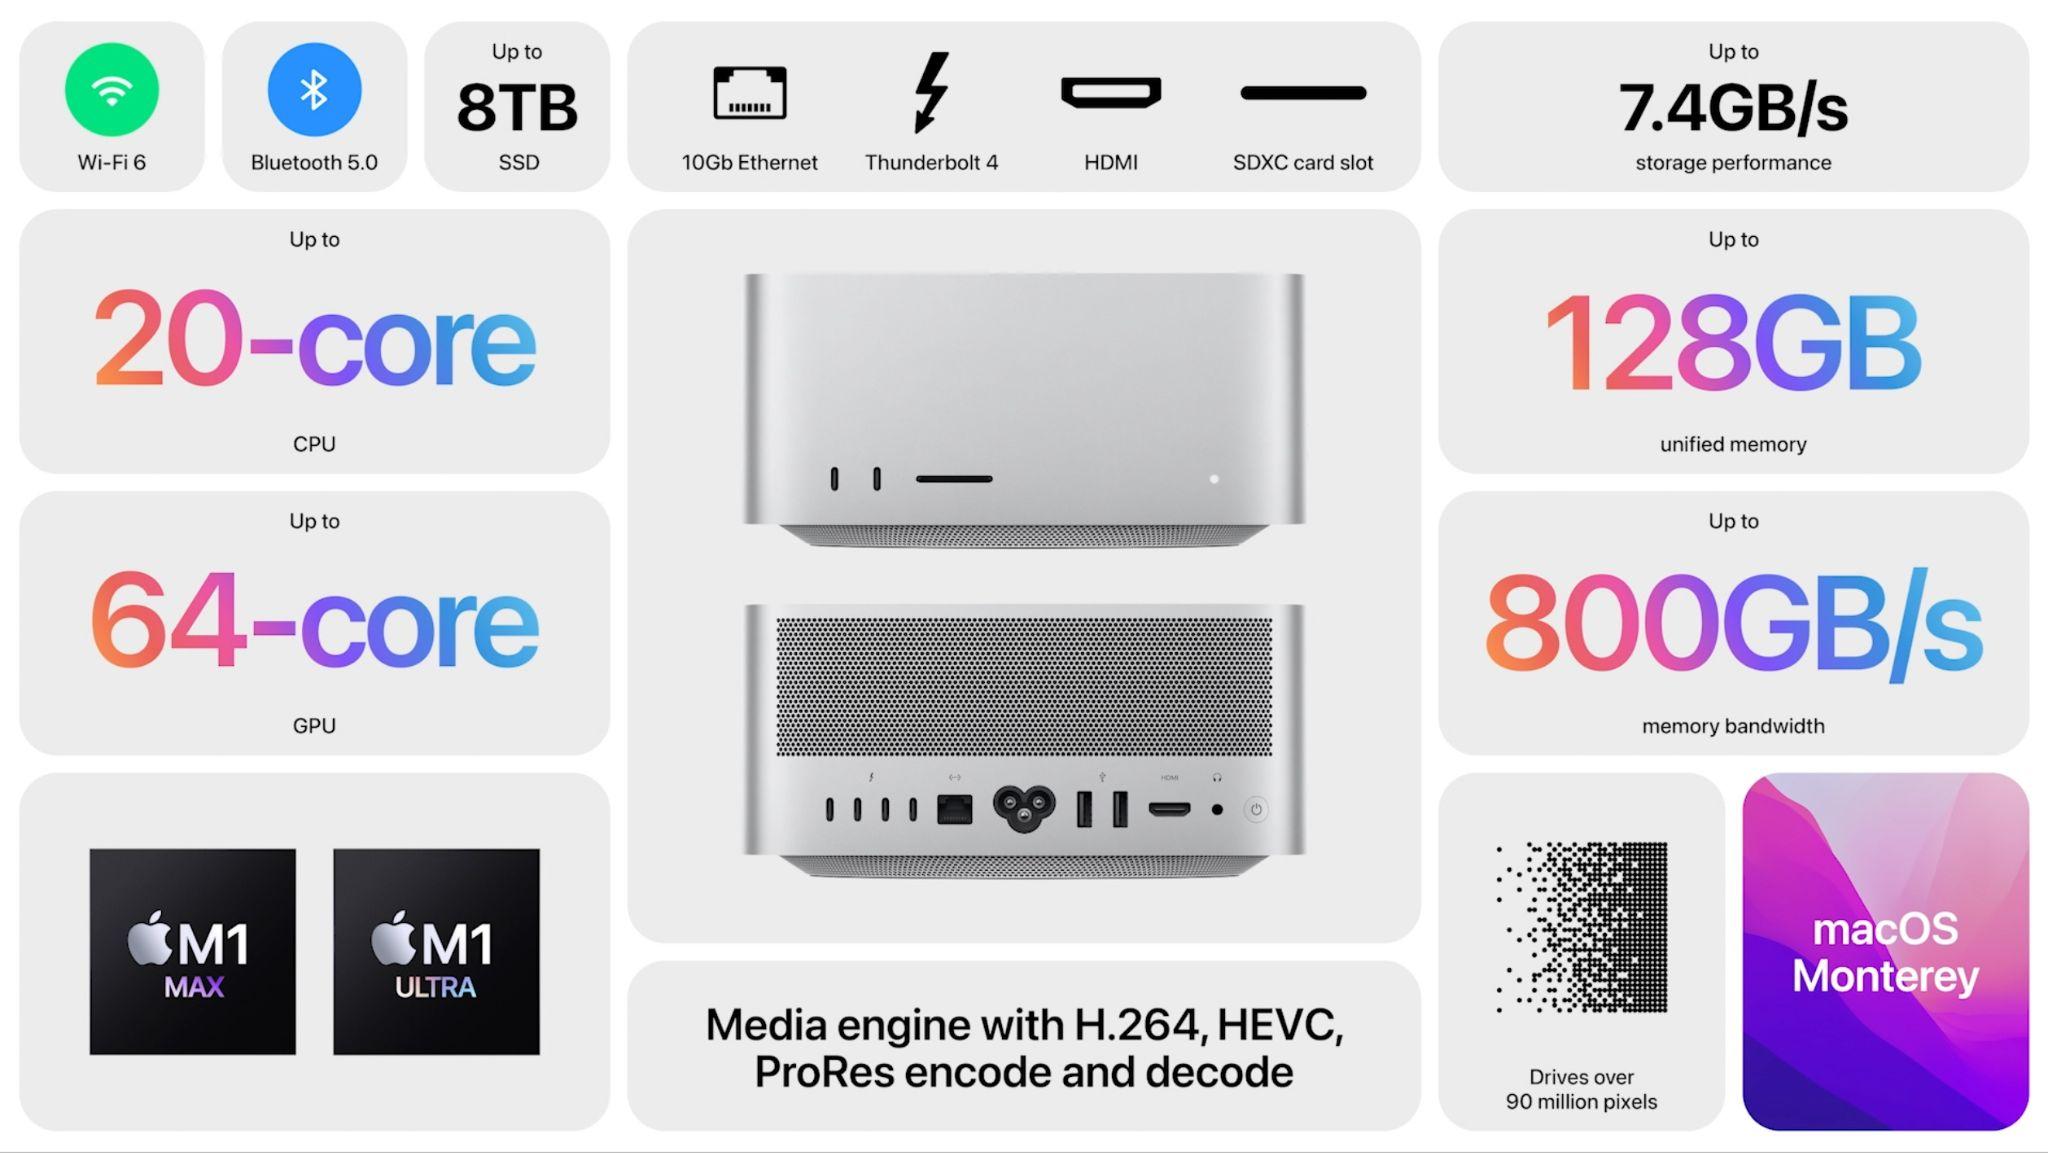 Wi-Fi 6
Bluetooth 5.0
Up to
8TB
SSD
10Gb Ethernet
Thunderbolt 4
HDMI
SDXC card slot
Up to
7.4GB/s
storage performance
Up to
20-core
CPU
Up to
128GB
unified memory
Up to
64-core
GPU
HDMI
Up to
800GB/s
memory bandwidth
M1
MAX
M1
ULTRA
Media engine with H.264, HEVC,
ProRes encode and decode
Drives over
90 million pixels
macOS
Monterey